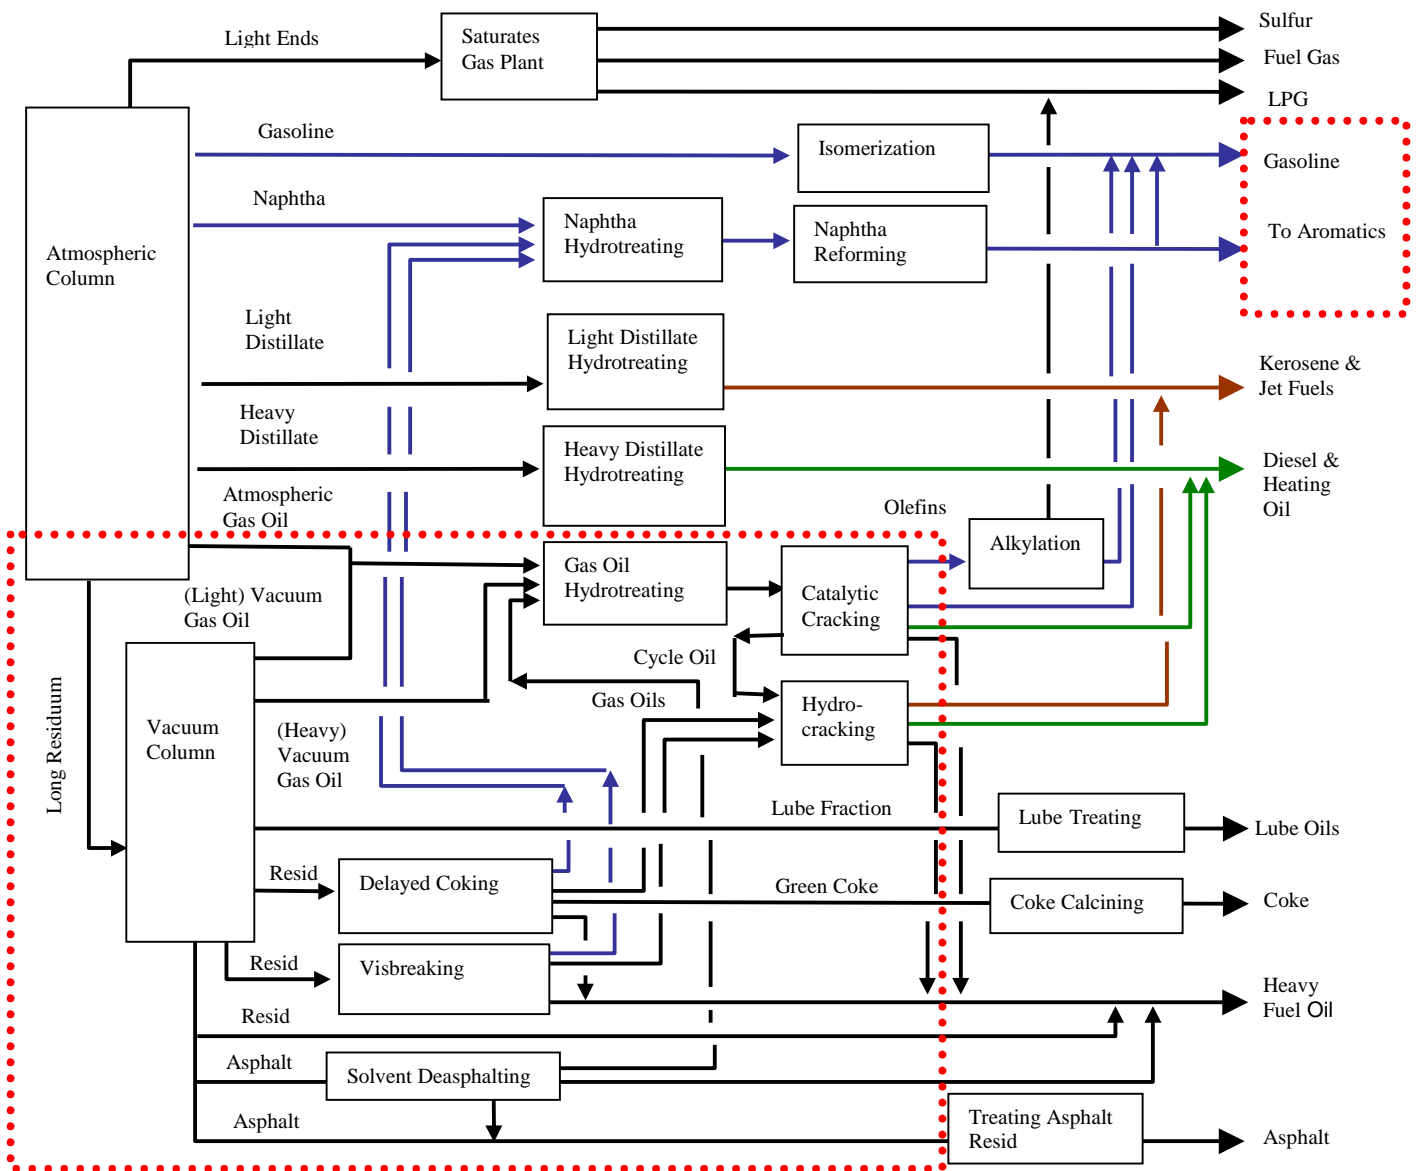 Sulfur
Light Ends
Saturates
Gas Plant
Fuel Gas
LPG
Gasoline
Isomerization
Gasoline
Naphtha
Naphtha
Hydrotreating
Naphtha
Reforming
To Aromatics
Atmospheric
Column
Light
Distillate
Light Distillate
Hydrotreating
Kerosene &
Jet Fuels
Heavy
Distillate
Heavy Distillate
Hydrotreating
Diesel &
Heating
Oil
Atmospheric
Gas Oil
Olefins
Alkylation
Gas Oil
Hydrotreating
Catalytic
Cracking
(Light) Vacuum
Gas Oil
Cycle Oil
Gas Oils
Hydro-
cracking
Long Residuum
Vacuum
Column
(Heavy)
Vacuum
Gas Oil
Lube Fraction
Lube Treating
Lube Oils
Resid
Delayed Coking
Green Coke
Coke Calcining
Coke
Resid
Visbreaking
Heavy
Fuel Oil
Resid
Asphalt
Solvent Deasphalting
Asphalt
Treating Asphalt
Resid
Asphalt